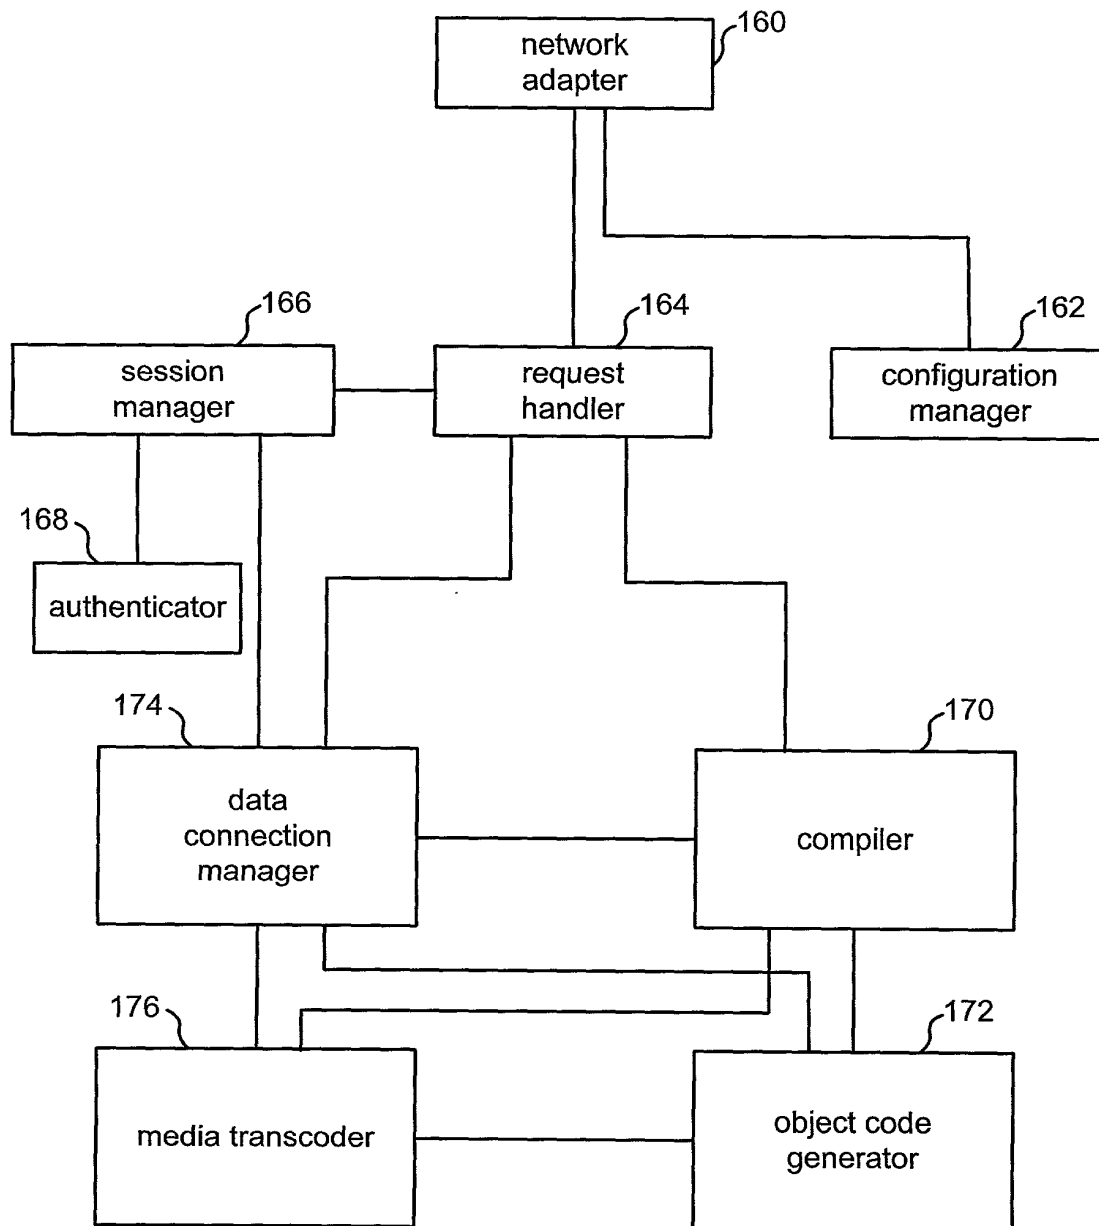 160
network
adapter
166
164
162
session
manager
request
handler
configuration
manager
168
authenticator
174
170
data
connection
manager
compiler
176
172
media transcoder
object code
generator